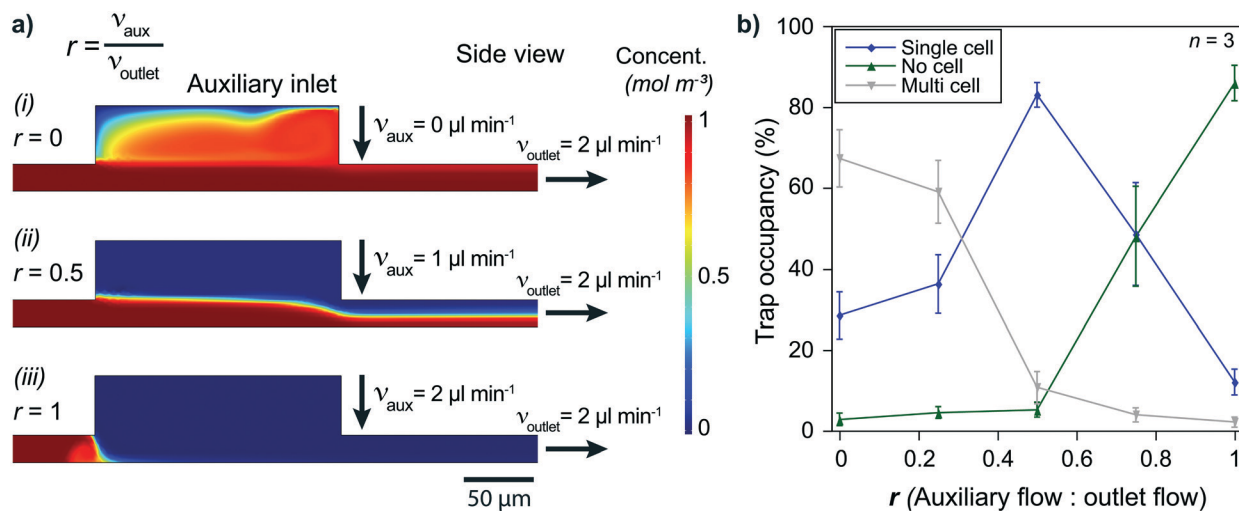 a)
r = ν_aux / ν_outlet
Side view
Concent.
(mol m⁻³)
Auxiliary inlet
(i)
r = 0
ν_aux = 0 µl min⁻¹
ν_outlet = 2 µl min⁻¹
1
(ii)
r = 0.5
ν_aux = 1 µl min⁻¹
ν_outlet = 2 µl min⁻¹
0.5
(iii)
r = 1
ν_aux = 2 µl min⁻¹
ν_outlet = 2 µl min⁻¹
0
50 µm
b)
n = 3
Single cell
No cell
Multi cell
Trap occupancy (%)
100
80
60
40
20
0
0 0.2 0.4 0.6 0.8 1
r (Auxiliary flow : outlet flow)